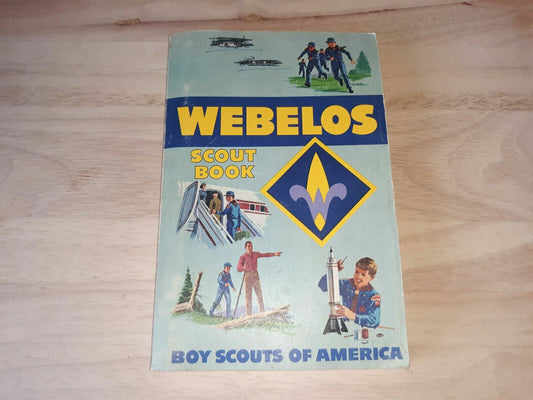 WEBELOS
SCOUT
BOOK
W
BOY SCOUTS OF AMERICA